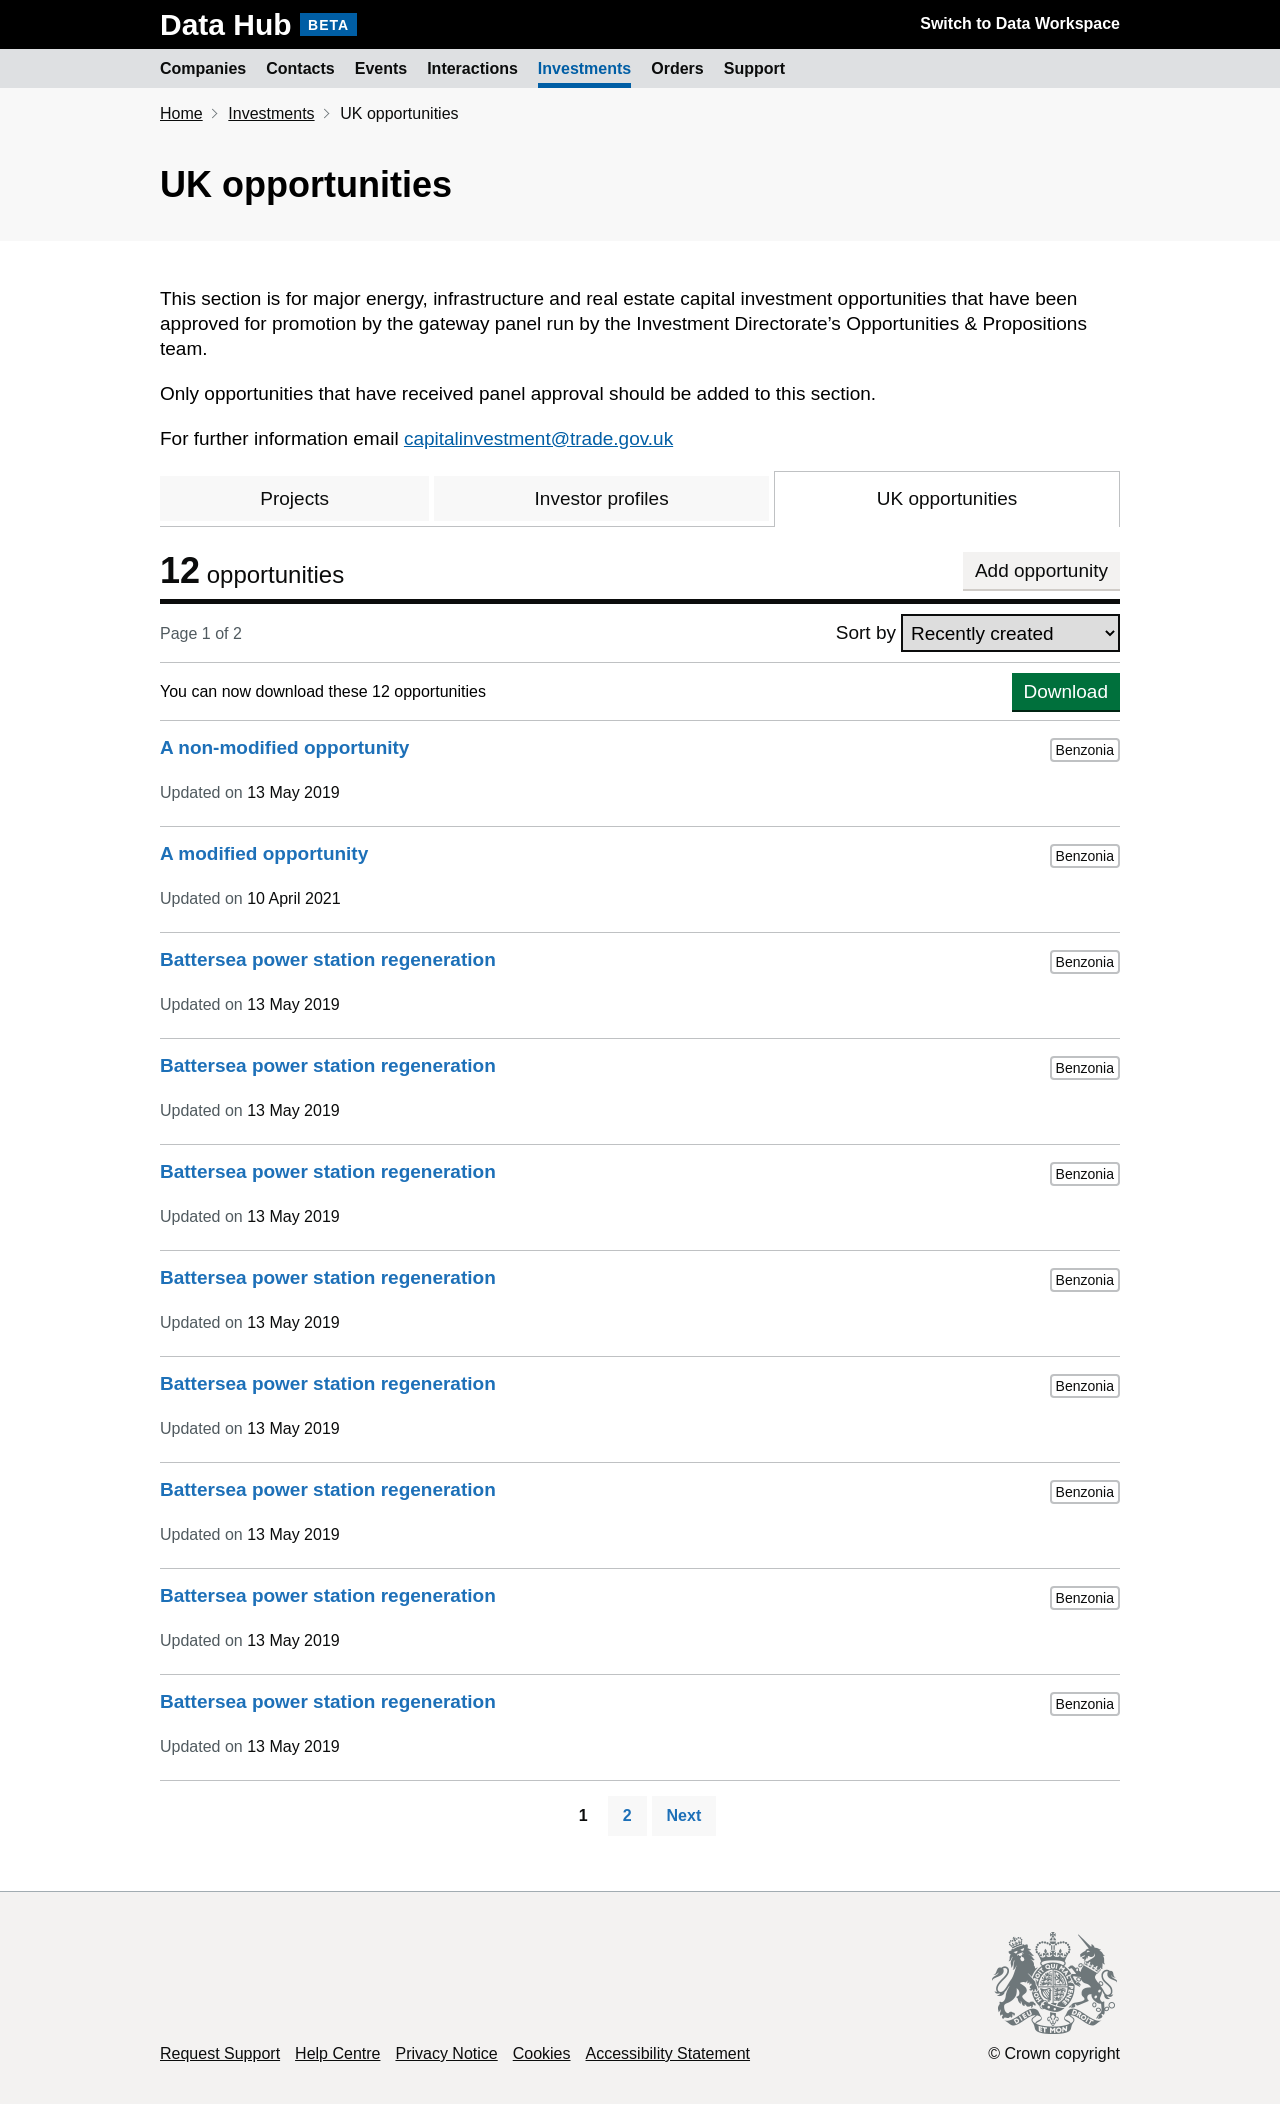 Data Hub BETA
Switch to Data Workspace
Companies Contacts Events Interactions Investments Orders Support
Home Investments UK opportunities
UK opportunities
This section is for major energy, infrastructure and real estate capital investment opportunities that have been
approved for promotion by the gateway panel run by the Investment Directorate’s Opportunities & Propositions
team.
Only opportunities that have received panel approval should be added to this section.
For further information email capitalinvestment@trade.gov.uk
Projects Investor profiles UK opportunities
12 opportunities
Add opportunity
Page 1 of 2
Sort by Recently created
You can now download these 12 opportunities
Download
A non-modified opportunity
Benzonia
Updated on 13 May 2019
A modified opportunity
Benzonia
Updated on 10 April 2021
Battersea power station regeneration
Benzonia
Updated on 13 May 2019
Battersea power station regeneration
Benzonia
Updated on 13 May 2019
Battersea power station regeneration
Benzonia
Updated on 13 May 2019
Battersea power station regeneration
Benzonia
Updated on 13 May 2019
Battersea power station regeneration
Benzonia
Updated on 13 May 2019
Battersea power station regeneration
Benzonia
Updated on 13 May 2019
Battersea power station regeneration
Benzonia
Updated on 13 May 2019
Battersea power station regeneration
Benzonia
Updated on 13 May 2019
1 2 Next
DIEU ET MON DROIT
Request Support Help Centre Privacy Notice Cookies Accessibility Statement
© Crown copyright